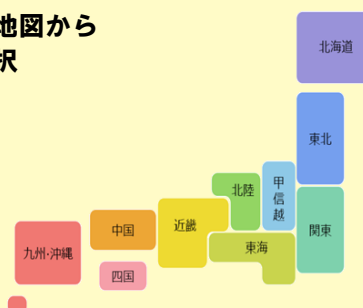 地図から
択
北海道
東北
甲信越
北陸
関東
近畿
東海
中国
九州·沖縄
四国